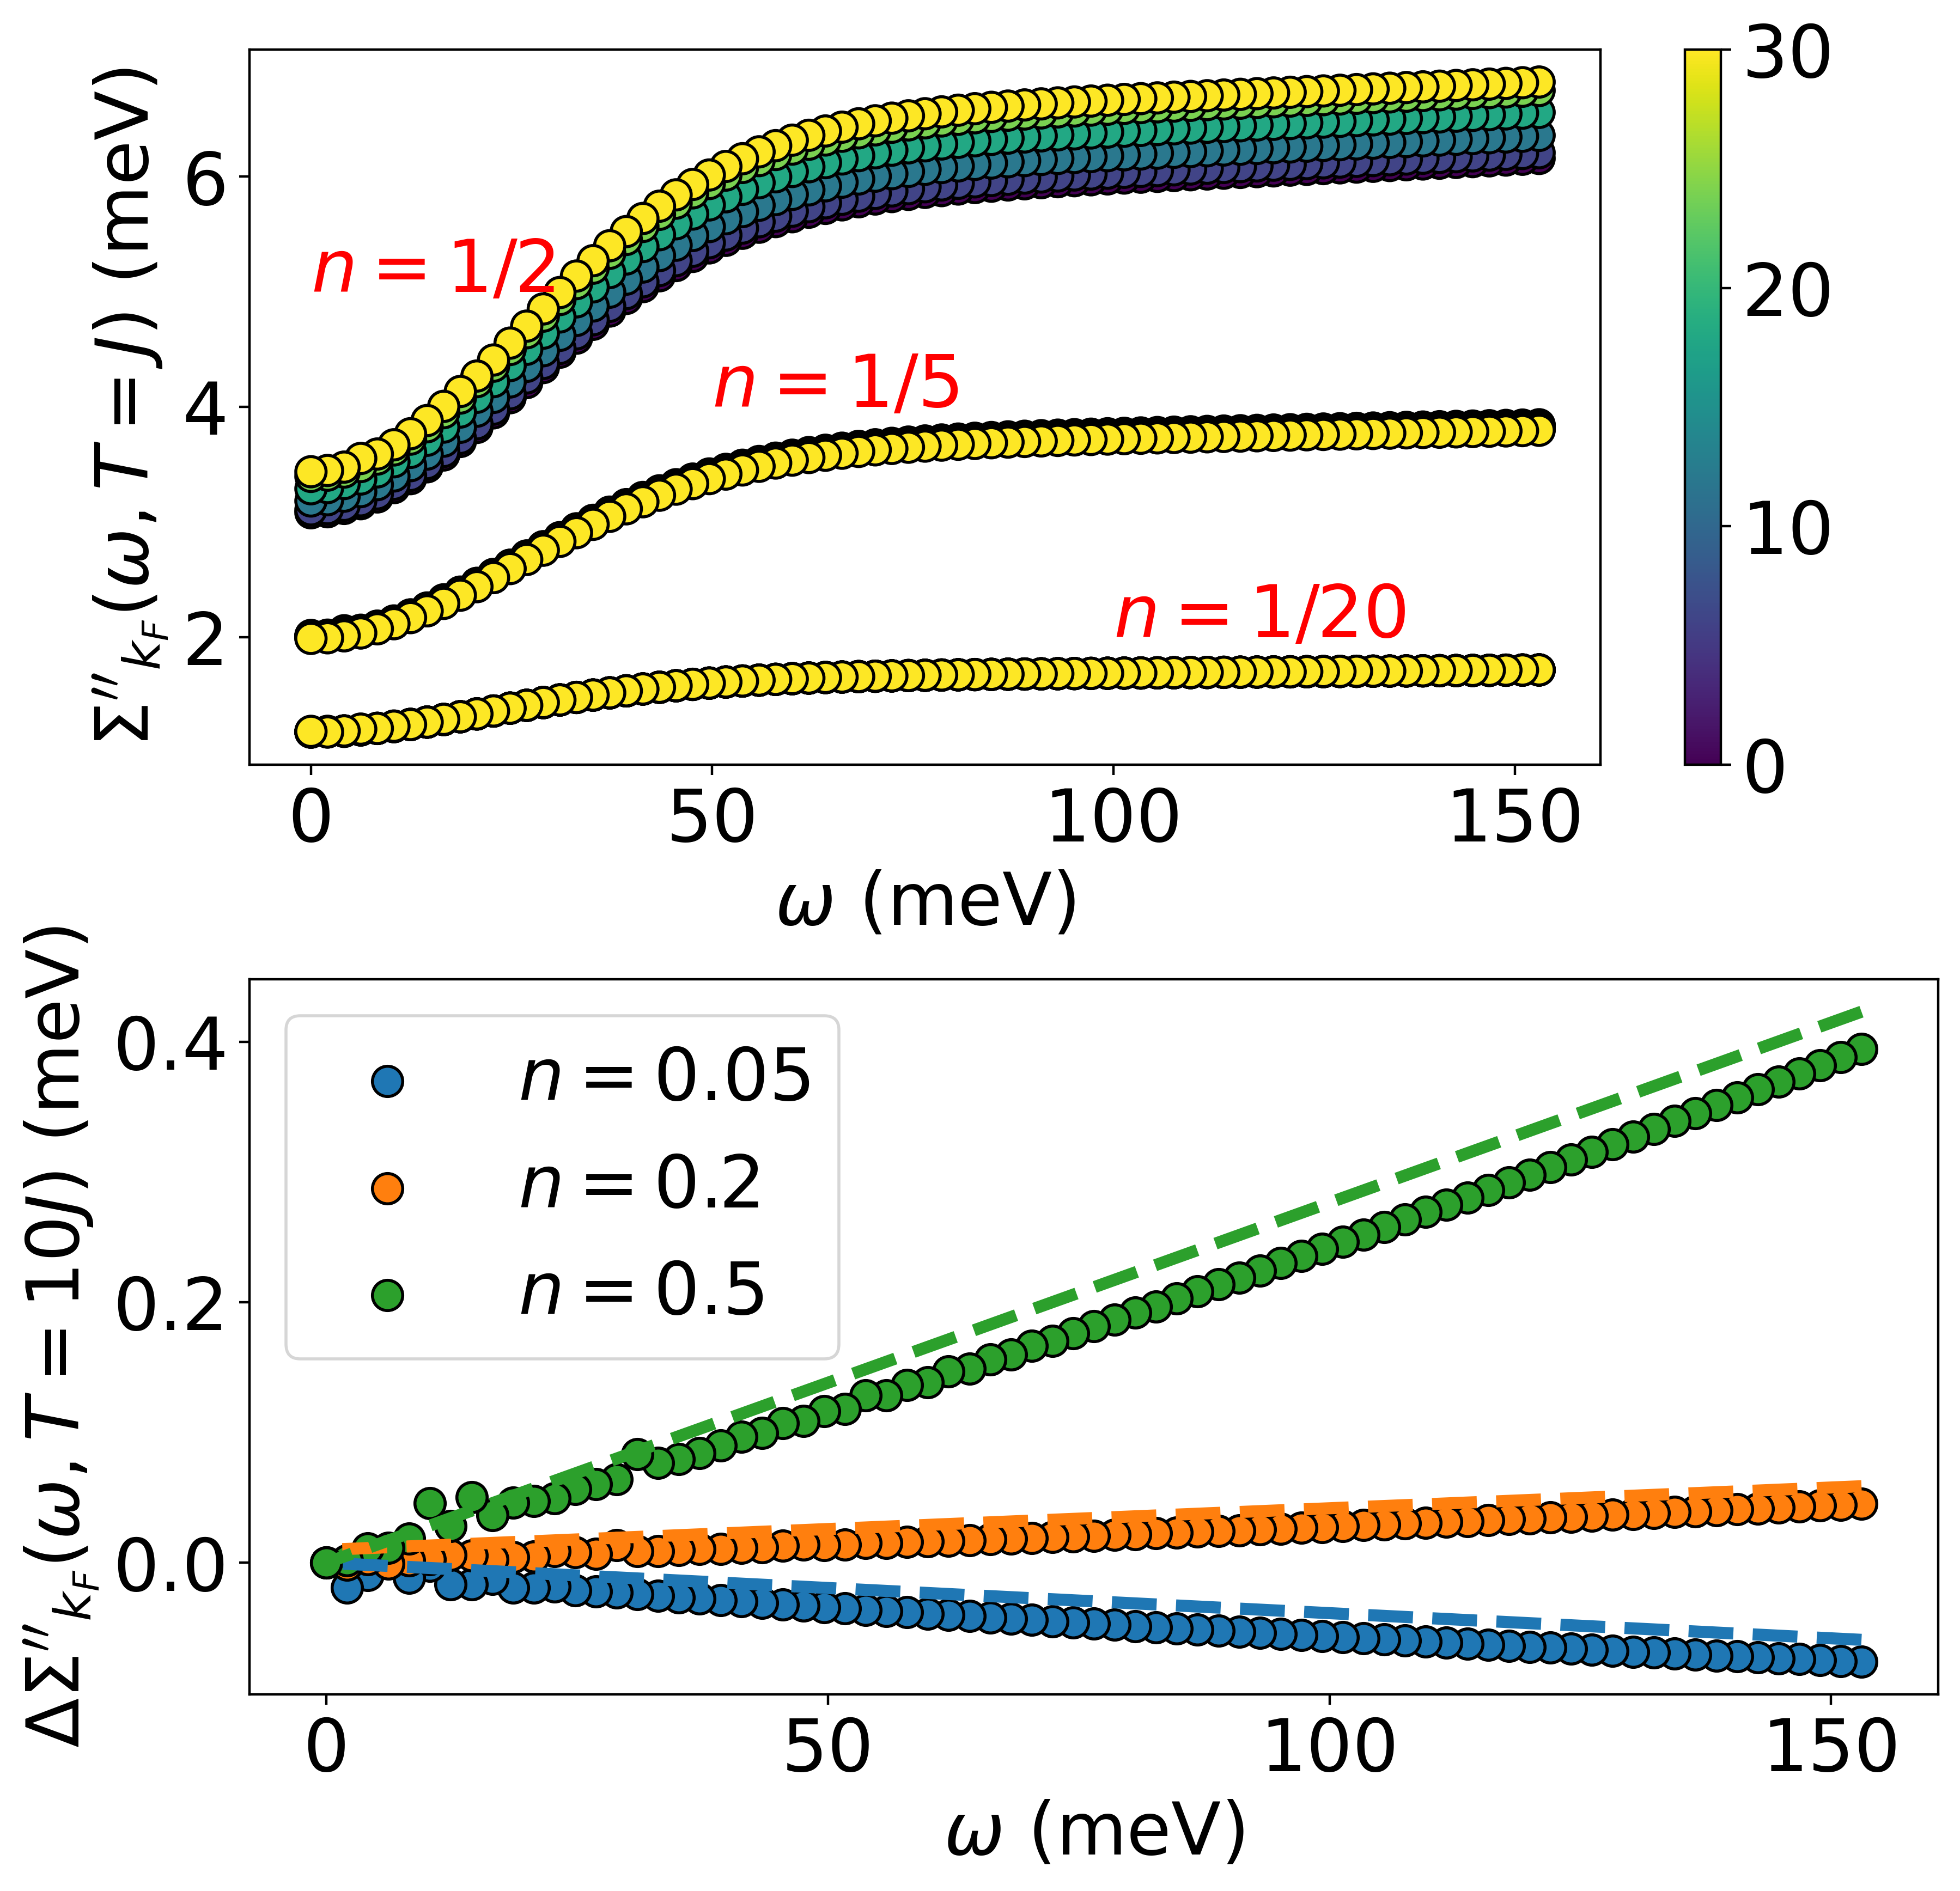 Σ″k_F(ω, T = J) (meV)
6
4
2
n = 1/2
n = 1/5
n = 1/20
0 50 100 150
ω (meV)
30
20
10
0
ΔΣ″k_F(ω, T = 10J) (meV)
0.4
0.2
0.0
n = 0.05
n = 0.2
n = 0.5
0 50 100 150
ω (meV)